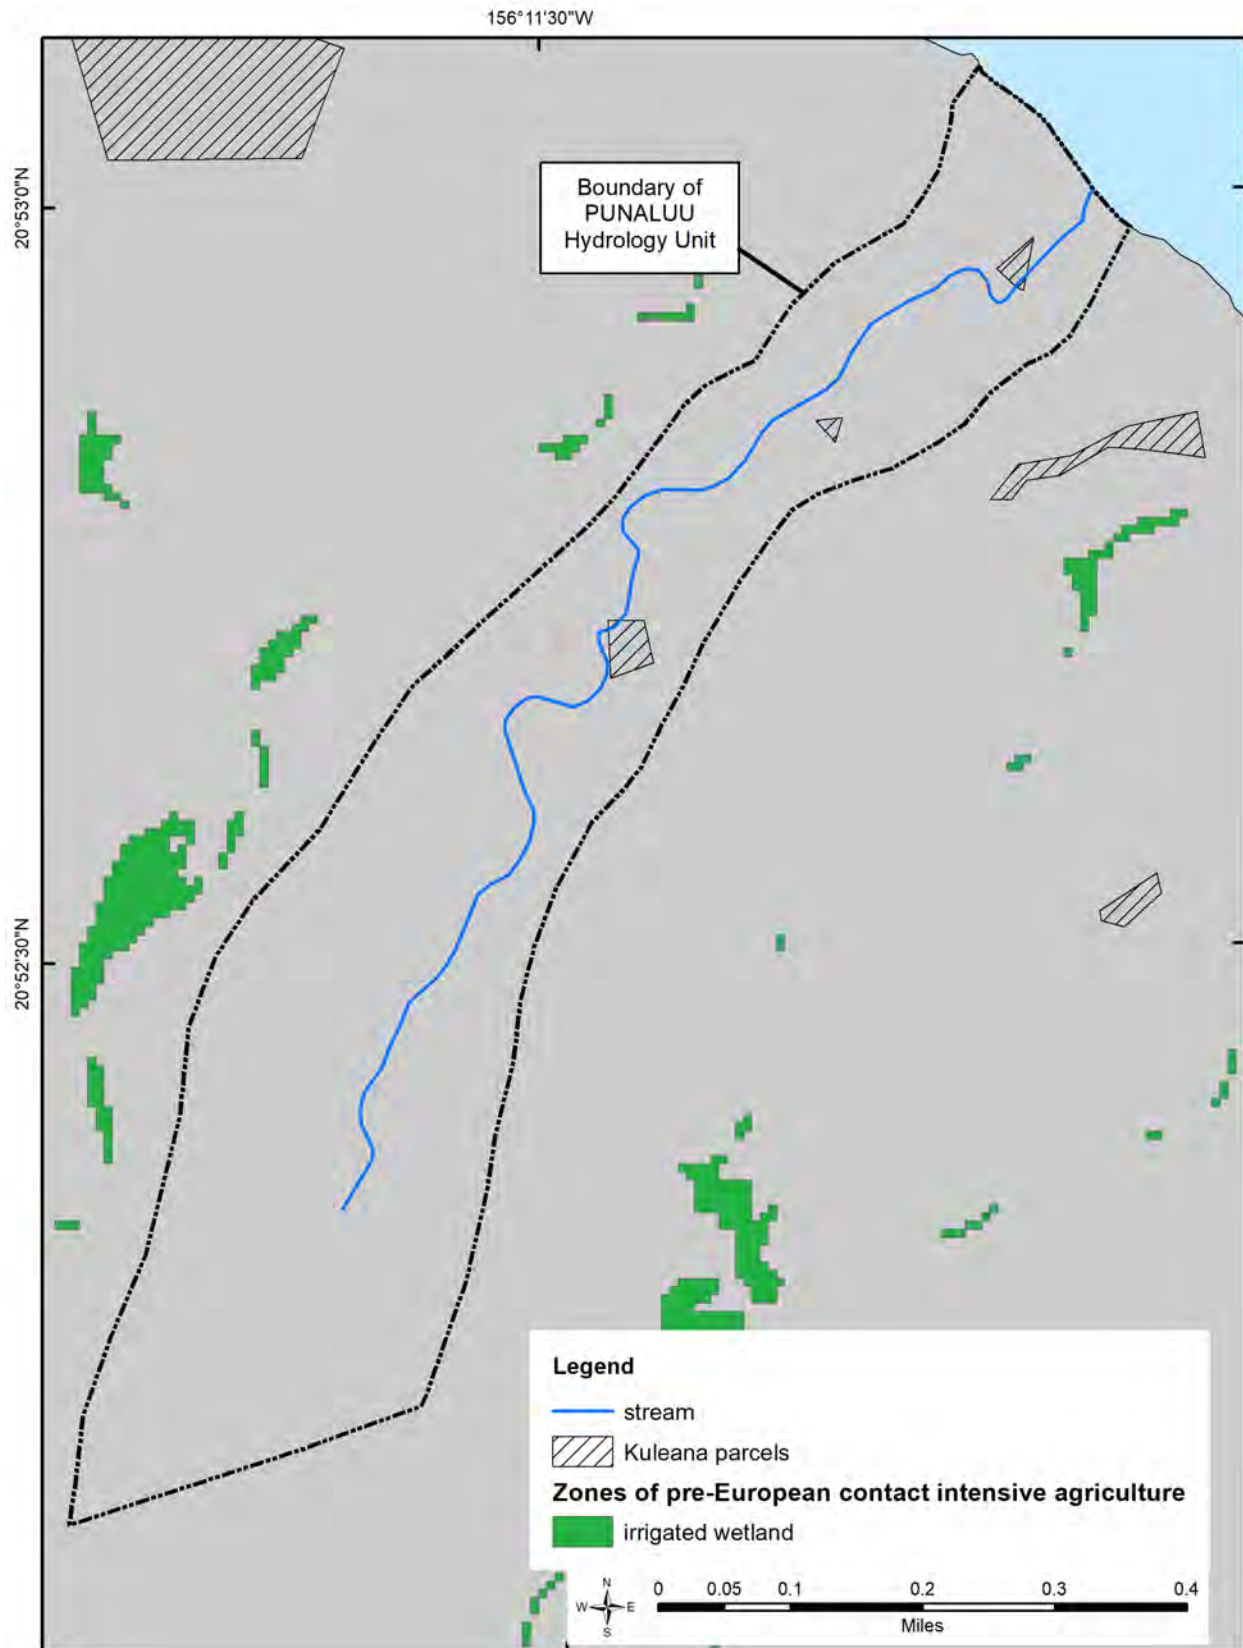 156°11'30"W
20°53'0"N
Boundary of
PUNALUU
Hydrology Unit
20°52'30"N
Legend
stream
Kuleana parcels
Zones of pre-European contact intensive agriculture
irrigated wetland
N
W E
S
0 0.05 0.1 0.2 0.3 0.4
Miles